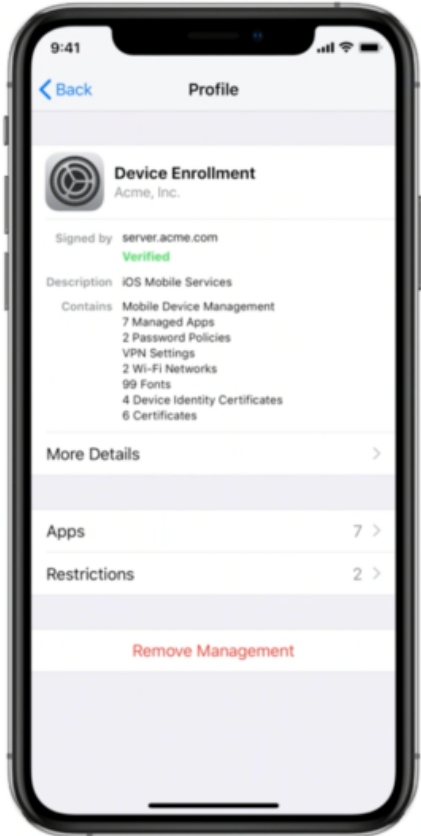 9:41
Back
Profile
Device Enrollment
Acme, Inc.
Signed by server.acme.com
Verified
Description iOS Mobile Services
Contains Mobile Device Management
7 Managed Apps
2 Password Policies
VPN Settings
2 Wi-Fi Networks
99 Fonts
4 Device Identity Certificates
6 Certificates
More Details
Apps 7
Restrictions 2
Remove Management